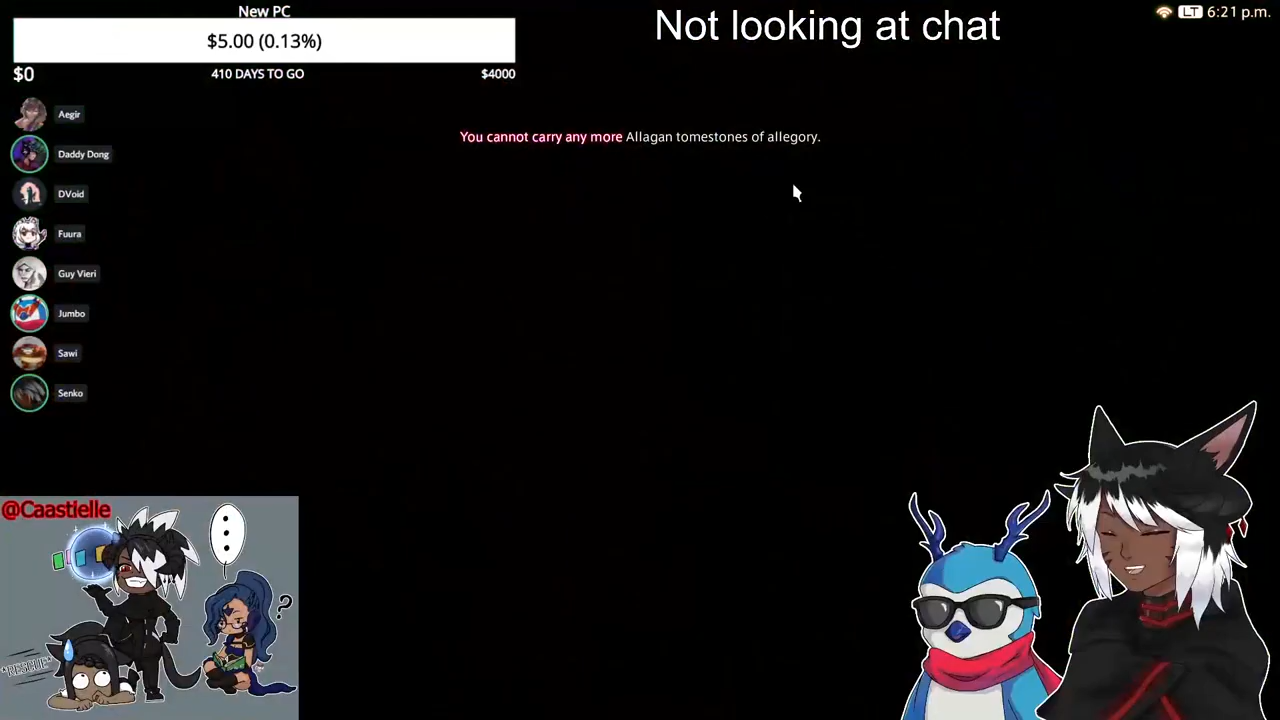 New PC
$5.00 (0.13%)
$0
410 DAYS TO GO
$4000
Not looking at chat
LT 6:21 p.m.
You cannot carry any more Allagan tomestones of allegory.
Aegir
Daddy Dong
DVoid
Fuura
Guy Vieri
Jumbo
Sawi
Senko
@Caastielle
...
?
*RESCUE*